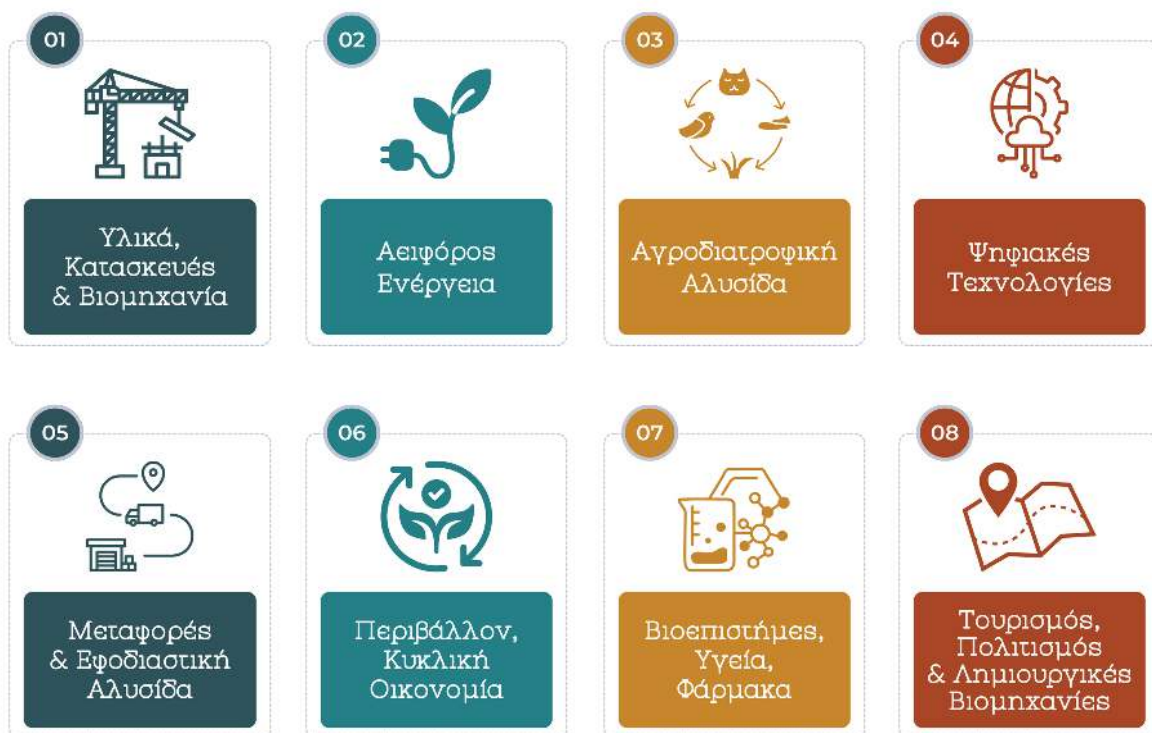 01
02
03
04
Υλικά,
Κατασκευές
& Βιομηχανία
Αειφόρος
Ενέργεια
Αγροδιατροφική
Αλυσίδα
Ψηφιακές
Τεχνολογίες
05
06
07
08
Μεταφορές
& Εφοδιαστική
Αλυσίδα
Περιβάλλον,
Κυκλική
Οικονομία
Βιοεπιστήμες,
Υγεία,
Φάρμακα
Τουρισμός,
Πολιτισμός
& Δημιουργικές
Βιομηχανίες